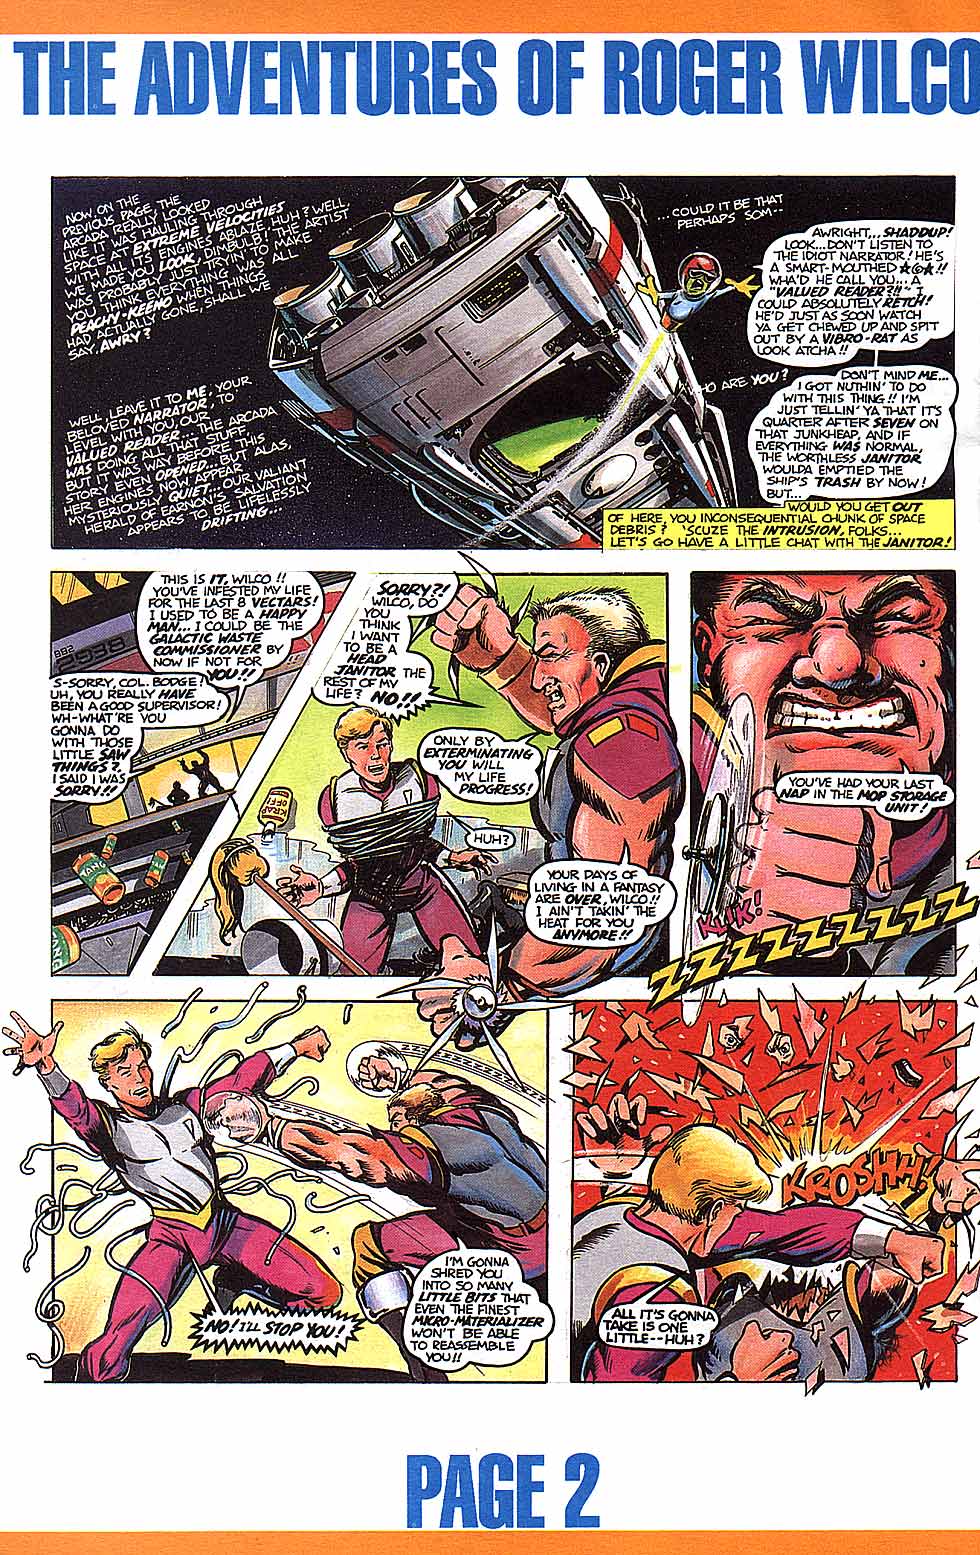 THE ADVENTURES OF ROGER WILCO
NOW, ON THE
PREVIOUS PAGE, THE
ARCADA REALLY LOOKED
LIKE IT WAS HAULING THROUGH
SPACE AT EXTREME VELOCITIES
WITH ALL ITS ENGINES ABLAZE, HUH? WELL
WE MADE YOU LOOK, DIMBULB! THE ARTIST
WAS PROBABLY JUST TRYIN' TO MAKE
YOU THINK EVERYTHING WAS ALL
PEACHY-KEENO WHEN THINGS
HAD ACTUALLY GONE, SHALL WE
SAY, AWRY?
WELL, LEAVE IT TO ME, YOUR
BELOVED NARRATOR, TO
LEVEL WITH YOU, OUR
VALUED READER-- THE ARCADA
WAS DOING ALL THAT STUFF,
BUT IT WAS WAY BEFORE THIS
STORY EVEN OPENED. BUT ALAS,
HER ENGINES NOW APPEAR
MYSTERIOUSLY QUIET... OUR VALIANT
HERALD OF EARNON'S SALVATION
APPEARS TO BE LIFELESSLY
DRIFTING...
...COULD IT BE THAT
PERHAPS SOM--
AWRIGHT,.. SHADDUP!
LOOK... DON'T LISTEN TO
THE IDIOT NARRATOR! HE'S
A SMART-MOUTHED *@*!!
WHA'D HE CALL YOU... A
"VALUED READER?!!" I
COULD ABSOLUTELY RETCH!
HE'D JUST AS SOON WATCH
YA GET CHEWED UP AND SPIT
OUT BY A VIBRO-RAT AS
LOOK ATCHA!!
HO ARE YOU?
DON'T MIND ME...
I GOT NUTHIN' TO DO
WITH THIS THING!! I'M
JUST TELLIN' YA THAT IT'S
QUARTER AFTER SEVEN ON
THAT JUNKHEAP, AND IF
EVERYTHING WAS NORMAL,
THE WORTHLESS JANITOR
WOULDA EMPTIED THE
SHIP'S TRASH BY NOW!
BUT...
WOULD YOU GET OUT
OF HERE, YOU INCONSEQUENTIAL CHUNK OF SPACE
DEBRIS? 'SCUZE THE INTRUSION, FOLKS...
LET'S GO HAVE A LITTLE CHAT WITH THE JANITOR!
THIS IS IT, WILCO!!
YOU'VE INFESTED MY LIFE
FOR THE LAST 8 VECTARS!
I USED TO BE A HAPPY
MAN... I COULD BE THE
GALACTIC WASTE
COMMISSIONER BY
NOW IF NOT FOR
YOU!!
882
2938
S-SORRY, COL. BODGE!
UH, YOU REALLY HAVE
BEEN A GOOD SUPERVISOR!
WH-WHAT'RE YOU
GONNA DO
WITH THOSE
LITTLE SAW
THINGS?
I SAID I WAS
SORRY!!
TANG
TANG
SORRY?!
WILCO, DO
YOU
THINK
I WANT
TO BE A
HEAD
JANITOR THE
REST OF MY
LIFE? NO!!
ONLY BY
EXTERMINATING
YOU WILL
MY LIFE
PROGRESS!
KRAP
OFF!
HUH?
YOUR DAYS OF
LIVING IN A FANTASY
ARE OVER, WILCO!!
I AIN'T TAKIN' THE
HEAT FOR YOU
ANYMORE!!
YOU'VE HAD YOUR LAST
NAP IN THE MOP STORAGE
UNIT!
KLIK!
ZZZZZZZZZ
NO! I'LL STOP YOU!
I'M GONNA
SHRED YOU
INTO SO MANY
LITTLE BITS THAT
EVEN THE FINEST
MICRO-MATERIALIZER
WON'T BE ABLE
TO REASSEMBLE
YOU!!
KROSHH!
ALL IT'S GONNA
TAKE IS ONE
LITTLE--HUH?
PAGE 2